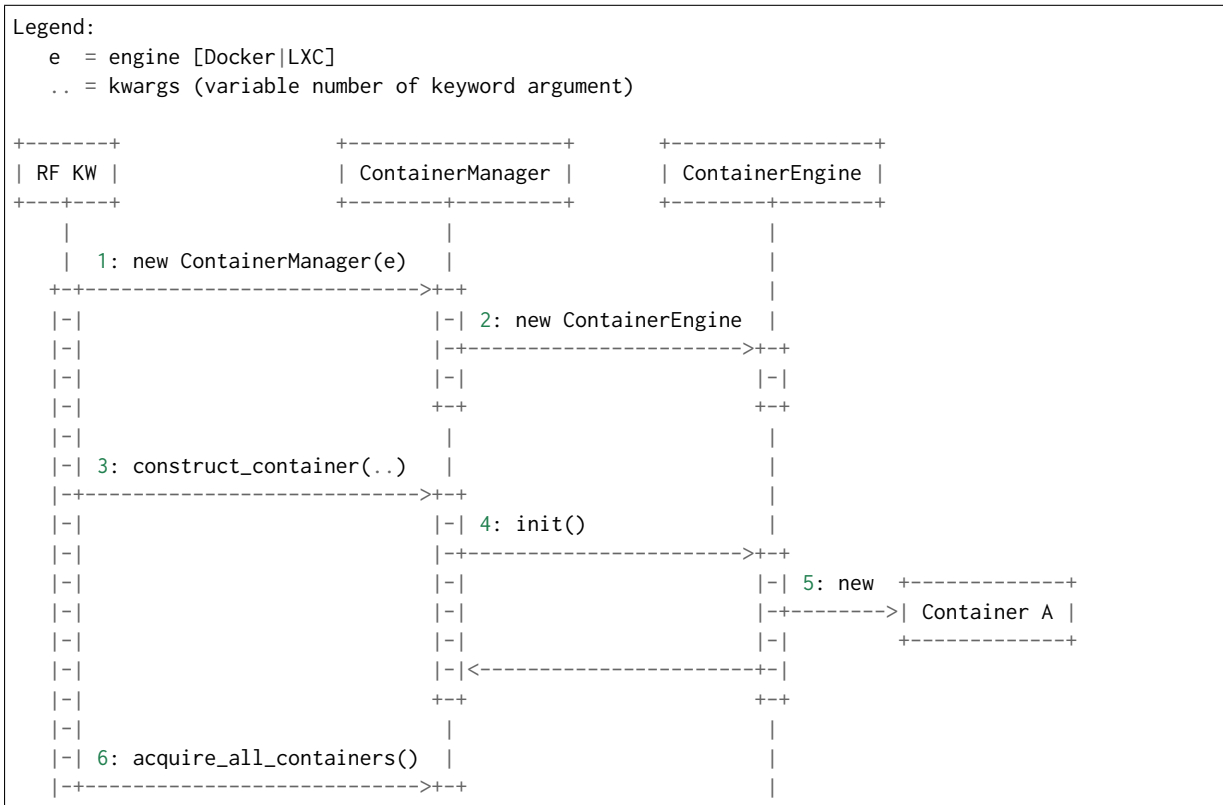 Legend:
   e  = engine [Docker|LXC]
   .. = kwargs (variable number of keyword argument)

+-------+                  +------------------+       +-----------------+
| RF KW |                  | ContainerManager |       | ContainerEngine |
+---+---+                  +--------+---------+       +--------+--------+
    |                               |                          |
    |  1: new ContainerManager(e)   |                          |
   +-+---------------------------->+-+                         |
   |-|                             |-| 2: new ContainerEngine  |
   |-|                             |-+----------------------->+-+
   |-|                             |-|                        |-|
   |-|                             +-+                        +-+
   |-|                              |                          |
   |-| 3: construct_container(..)   |                          |
   |-+---------------------------->+-+                         |
   |-|                             |-| 4: init()               |
   |-|                             |-+----------------------->+-+
   |-|                             |-|                        |-| 5: new  +-------------+
   |-|                             |-|                        |-+-------->| Container A |
   |-|                             |-|                        |-|         +-------------+
   |-|                             |-|<-----------------------+-|
   |-|                             +-+                        +-+
   |-|                              |                          |
   |-| 6: acquire_all_containers()  |                          |
   |-+---------------------------->+-+                         |